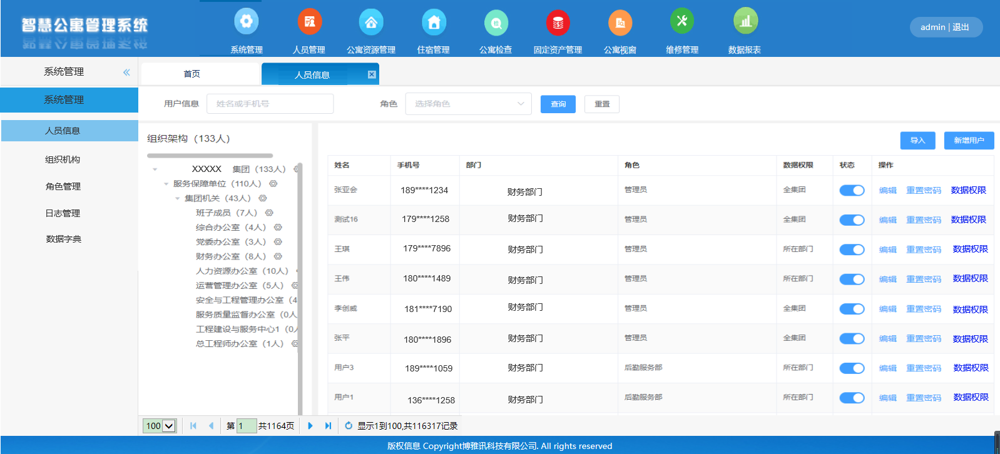 智慧公寓管理系统
系统管理 人员管理 公寓资源管理 住宿管理 公寓检查 固定资产管理 公寓视窗 维修管理 数据报表
admin | 退出
系统管理 «
系统管理
人员信息
组织机构
角色管理
日志管理
数据字典
首页 人员信息
用户信息 姓名或手机号 角色 选择角色 查询 重置
组织架构（133人）
XXXXX 集团（133人）
服务保障单位（110人）
集团机关（43人）
班子成员（7人）
综合办公室（4人）
党委办公室（3人）
财务办公室（8人）
人力资源办公室（10人）
运营管理办公室（5人）
安全与工程管理办公室（4
服务质量监督办公室（0人
工程建设与服务中心1（0人
总工程师办公室（1人）
导入 新增用户
姓名 手机号 部门 角色 数据权限 状态 操作
张亚会 189****1234 财务部门 管理员 全集团 编辑 重置密码 数据权限
测试16 179****1258 财务部门 管理员 全集团 编辑 重置密码 数据权限
王琪 179****7896 财务部门 管理员 所在部门 编辑 重置密码 数据权限
王伟 180****1489 财务部门 管理员 所在部门 编辑 重置密码 数据权限
李创威 181****7190 财务部门 管理员 全集团 编辑 重置密码 数据权限
张平 180****1896 财务部门 管理员 全集团 编辑 重置密码 数据权限
用户3 189****1059 财务部门 后勤服务部 所在部门 编辑 重置密码 数据权限
用户1 136****1258 财务部门 后勤服务部 所在部门 编辑 重置密码 数据权限
100 第 1 共1164页 显示1到100,共116317记录
版权信息 Copyright博雅讯科技有限公司. All rights reserved